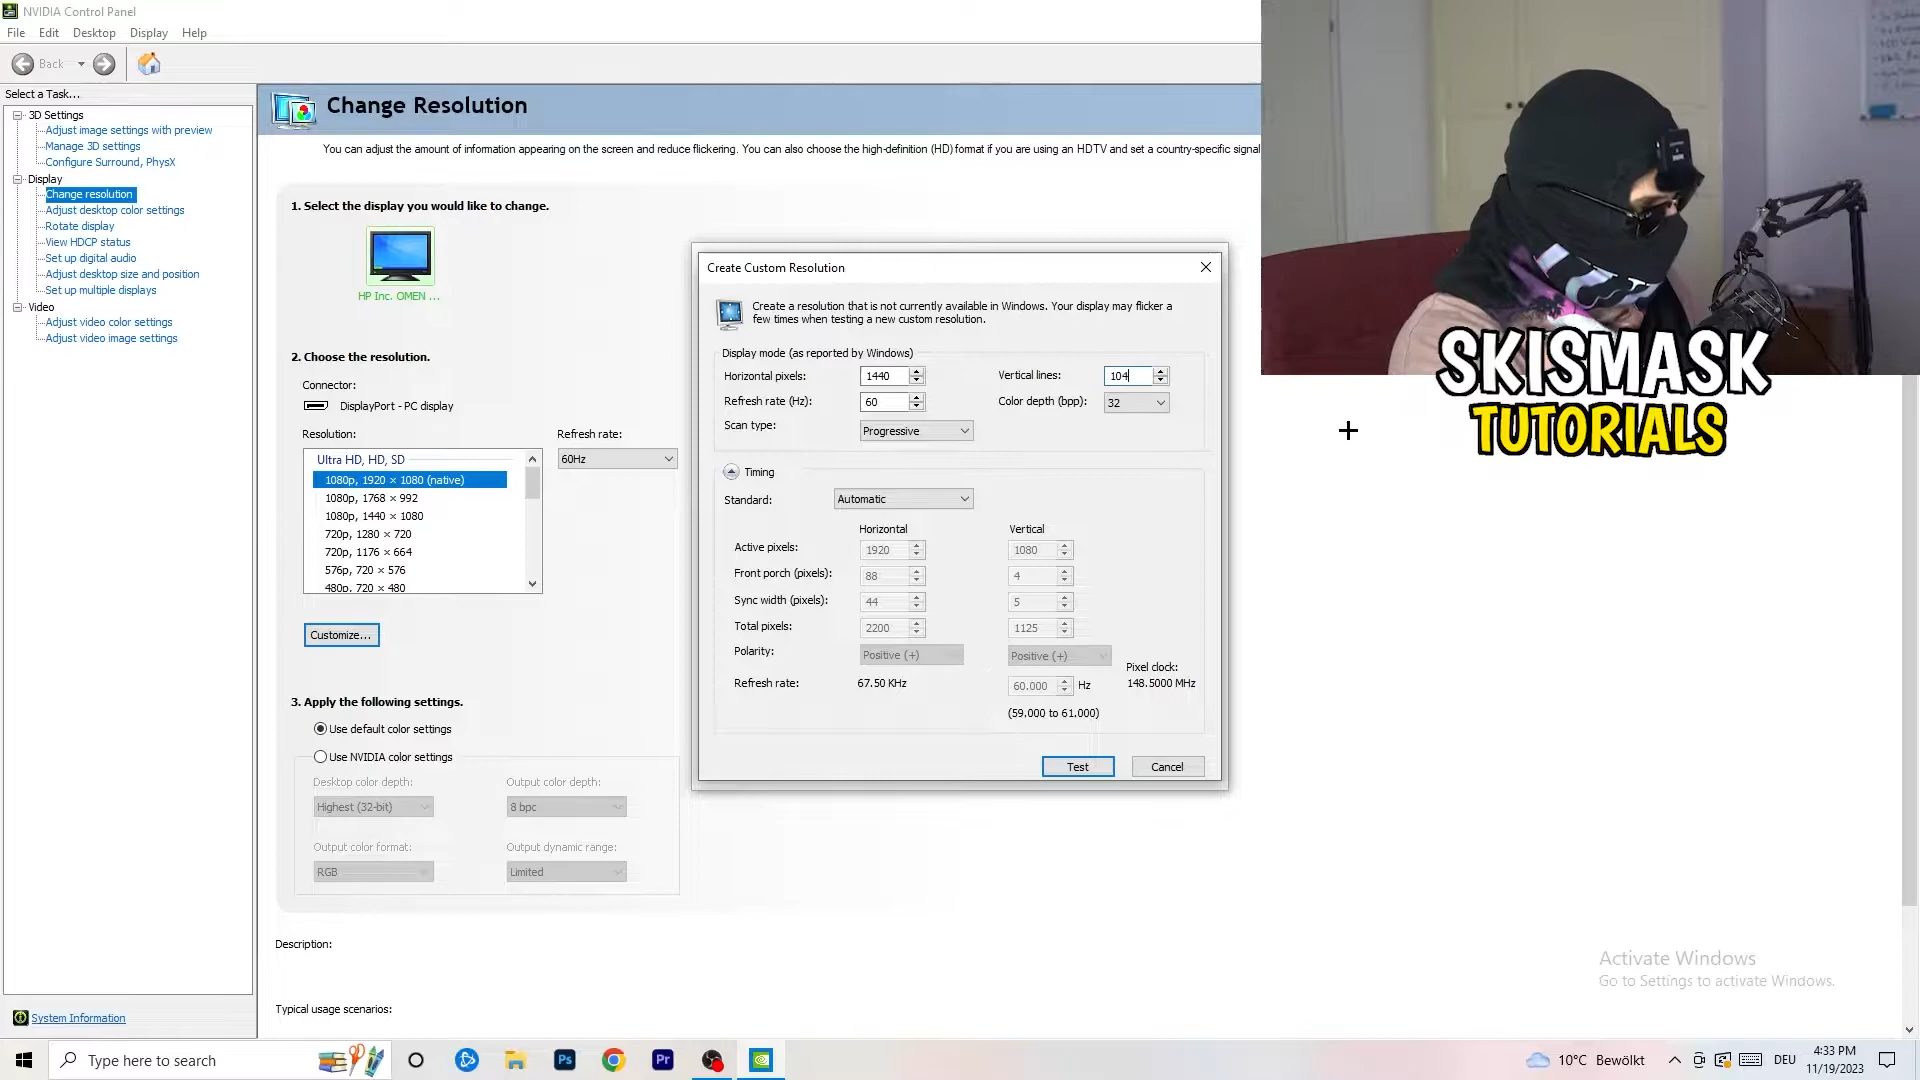 NVIDIA Control Panel
File Edit Desktop Display Help
Back
Select a Task...
3D Settings
Adjust image settings with preview
Manage 3D settings
Configure Surround, PhysX
Display
Change resolution
Adjust desktop color settings
Rotate display
View HDCP status
Set up digital audio
Adjust desktop size and position
Set up multiple displays
Video
Adjust video color settings
Adjust video image settings
System Information
Change Resolution
You can adjust the amount of information appearing on the screen and reduce flickering. You can also choose the high-definition (HD) format if you are using an HDTV and set a country-specific signal
1. Select the display you would like to change.
HP Inc. OMEN ...
2. Choose the resolution.
Connector:
DisplayPort - PC display
Resolution:
Refresh rate:
Ultra HD, HD, SD
60Hz
1080p, 1920 × 1080 (native)
1080p, 1768 × 992
1080p, 1440 × 1080
720p, 1280 × 720
720p, 1176 × 664
576p, 720 × 576
480p, 720 × 480
Customize...
3. Apply the following settings.
Use default color settings
Use NVIDIA color settings
Desktop color depth:
Output color depth:
Highest (32-bit)
8 bpc
Output color format:
Output dynamic range:
RGB
Limited
Description:
Typical usage scenarios:
Create Custom Resolution
Create a resolution that is not currently available in Windows. Your display may flicker a
few times when testing a new custom resolution.
Display mode (as reported by Windows)
Horizontal pixels: 1440
Vertical lines: 104
Refresh rate (Hz): 60
Color depth (bpp): 32
Scan type: Progressive
Timing
Standard: Automatic
Horizontal Vertical
Active pixels: 1920 1080
Front porch (pixels): 88 4
Sync width (pixels): 44 5
Total pixels: 2200 1125
Polarity: Positive (+) Positive (+)
Pixel clock:
Refresh rate: 67.50 KHz 60.000 Hz 148.5000 MHz
(59.000 to 61.000)
Test Cancel
SKISMASK
TUTORIALS
Activate Windows
Go to Settings to activate Windows.
Type here to search
Ps
Pr
10°C Bewölkt
DEU
4:33 PM
11/19/2023